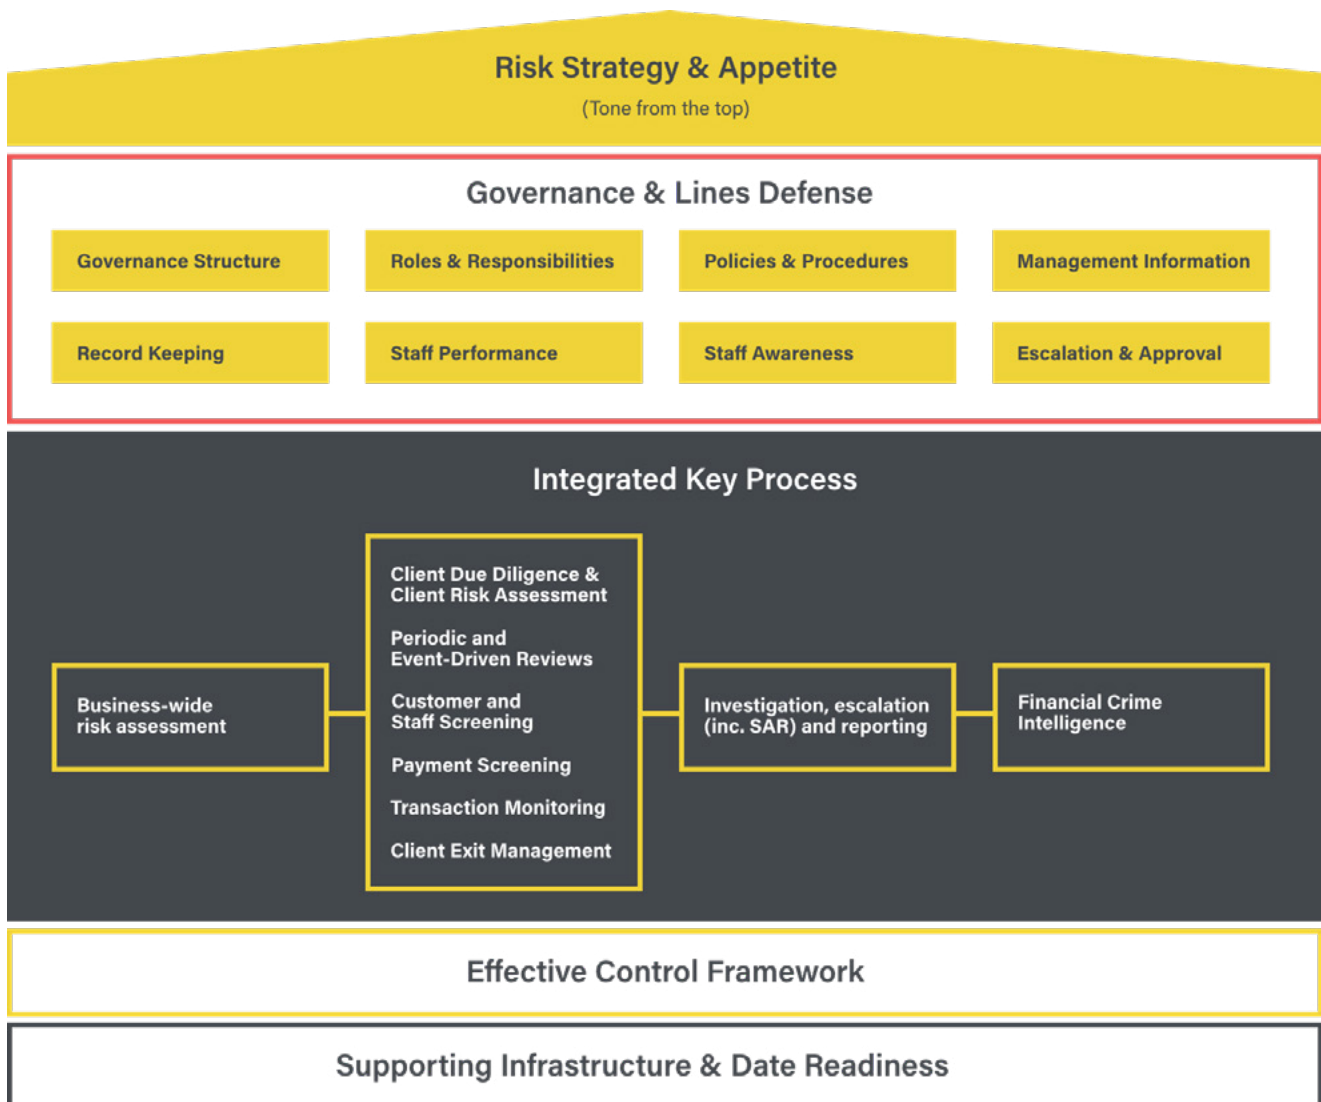 Risk Strategy & Appetite
(Tone from the top)
Governance & Lines Defense
Governance Structure
Roles & Responsibilities
Policies & Procedures
Management Information
Record Keeping
Staff Performance
Staff Awareness
Escalation & Approval
Integrated Key Process
Business-wide
risk assessment
Client Due Diligence &
Client Risk Assessment
Periodic and
Event-Driven Reviews
Customer and
Staff Screening
Payment Screening
Transaction Monitoring
Client Exit Management
Investigation, escalation
(inc. SAR) and reporting
Financial Crime
Intelligence
Effective Control Framework
Supporting Infrastructure & Date Readiness